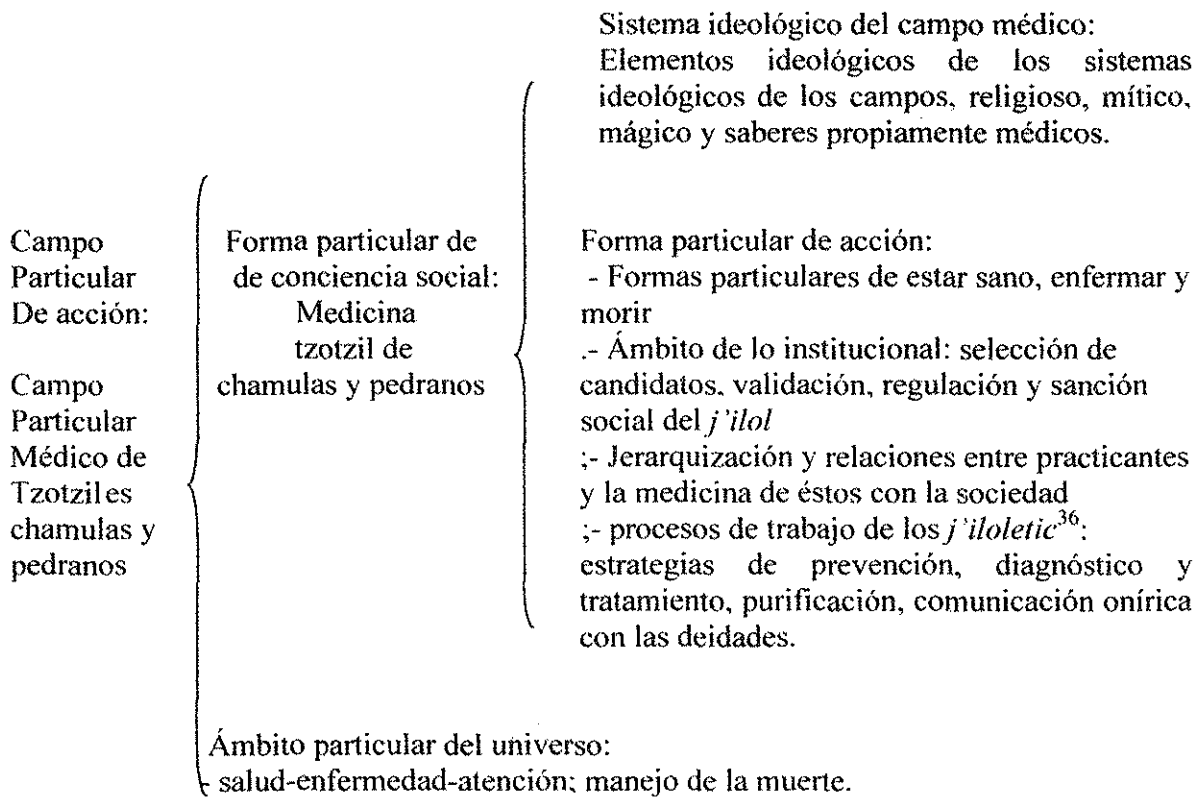 Sistema ideológico del campo médico:
Elementos ideológicos de los sistemas
ideológicos de los campos, religioso, mítico,
mágico y saberes propiamente médicos.
Campo
Particular
De acción:
Campo
Particular
Médico de
Tzotziles
chamulas y
pedranos
Forma particular de
de conciencia social:
Medicina
tzotzil de
chamulas y pedranos
Forma particular de acción:
- Formas particulares de estar sano, enfermar y
morir
.- Ámbito de lo institucional: selección de
candidatos, validación, regulación y sanción
social del j'ilol
;- Jerarquización y relaciones entre practicantes
y la medicina de éstos con la sociedad
;- procesos de trabajo de los j'iloletic36:
estrategias de prevención, diagnóstico y
tratamiento, purificación, comunicación onírica
con las deidades.
Ámbito particular del universo:
- salud-enfermedad-atención; manejo de la muerte.